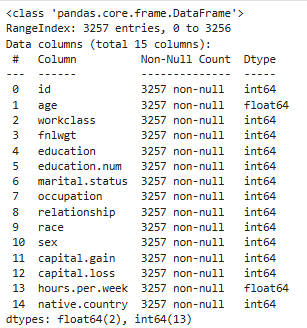 <class 'pandas.core.frame.DataFrame'>
RangeIndex: 3257 entries, 0 to 3256
Data columns (total 15 columns):
 #   Column          Non-Null Count  Dtype
---  ------          --------------  -----
 0   id              3257 non-null   int64
 1   age             3257 non-null   float64
 2   workclass       3257 non-null   int64
 3   fnlwgt          3257 non-null   int64
 4   education       3257 non-null   int64
 5   education.num   3257 non-null   int64
 6   marital.status  3257 non-null   int64
 7   occupation      3257 non-null   int64
 8   relationship    3257 non-null   int64
 9   race            3257 non-null   int64
 10  sex             3257 non-null   int64
 11  capital.gain    3257 non-null   int64
 12  capital.loss    3257 non-null   int64
 13  hours.per.week  3257 non-null   float64
 14  native.country  3257 non-null   int64
dtypes: float64(2), int64(13)